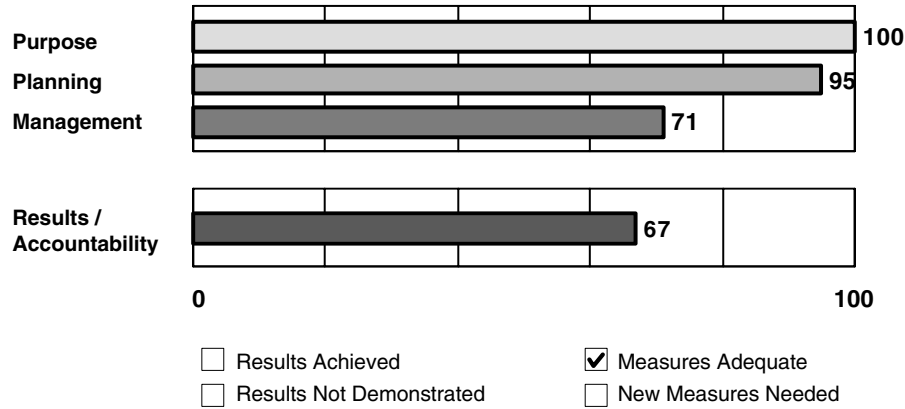 Purpose 100
Planning 95
Management 71
Results /
Accountability 67
0 100
Results Achieved Measures Adequate
Results Not Demonstrated New Measures Needed